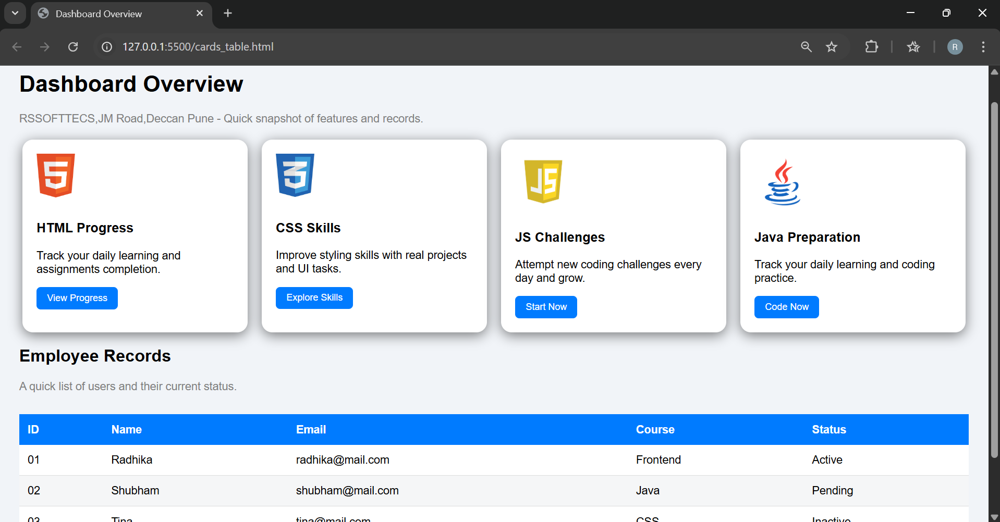 Dashboard Overview
127.0.0.1:5500/cards_table.html
R
Dashboard Overview
RSSOFTTECS,JM Road,Deccan Pune - Quick snapshot of features and records.
5
3
JS
HTML Progress
Track your daily learning and
assignments completion.
View Progress
CSS Skills
Improve styling skills with real projects
and UI tasks.
Explore Skills
JS Challenges
Attempt new coding challenges every
day and grow.
Start Now
Java Preparation
Track your daily learning and coding
practice.
Code Now
Employee Records
A quick list of users and their current status.
ID Name Email Course Status
01 Radhika radhika@mail.com Frontend Active
02 Shubham shubham@mail.com Java Pending
03 Tina tina@mail.com CSS Inactive